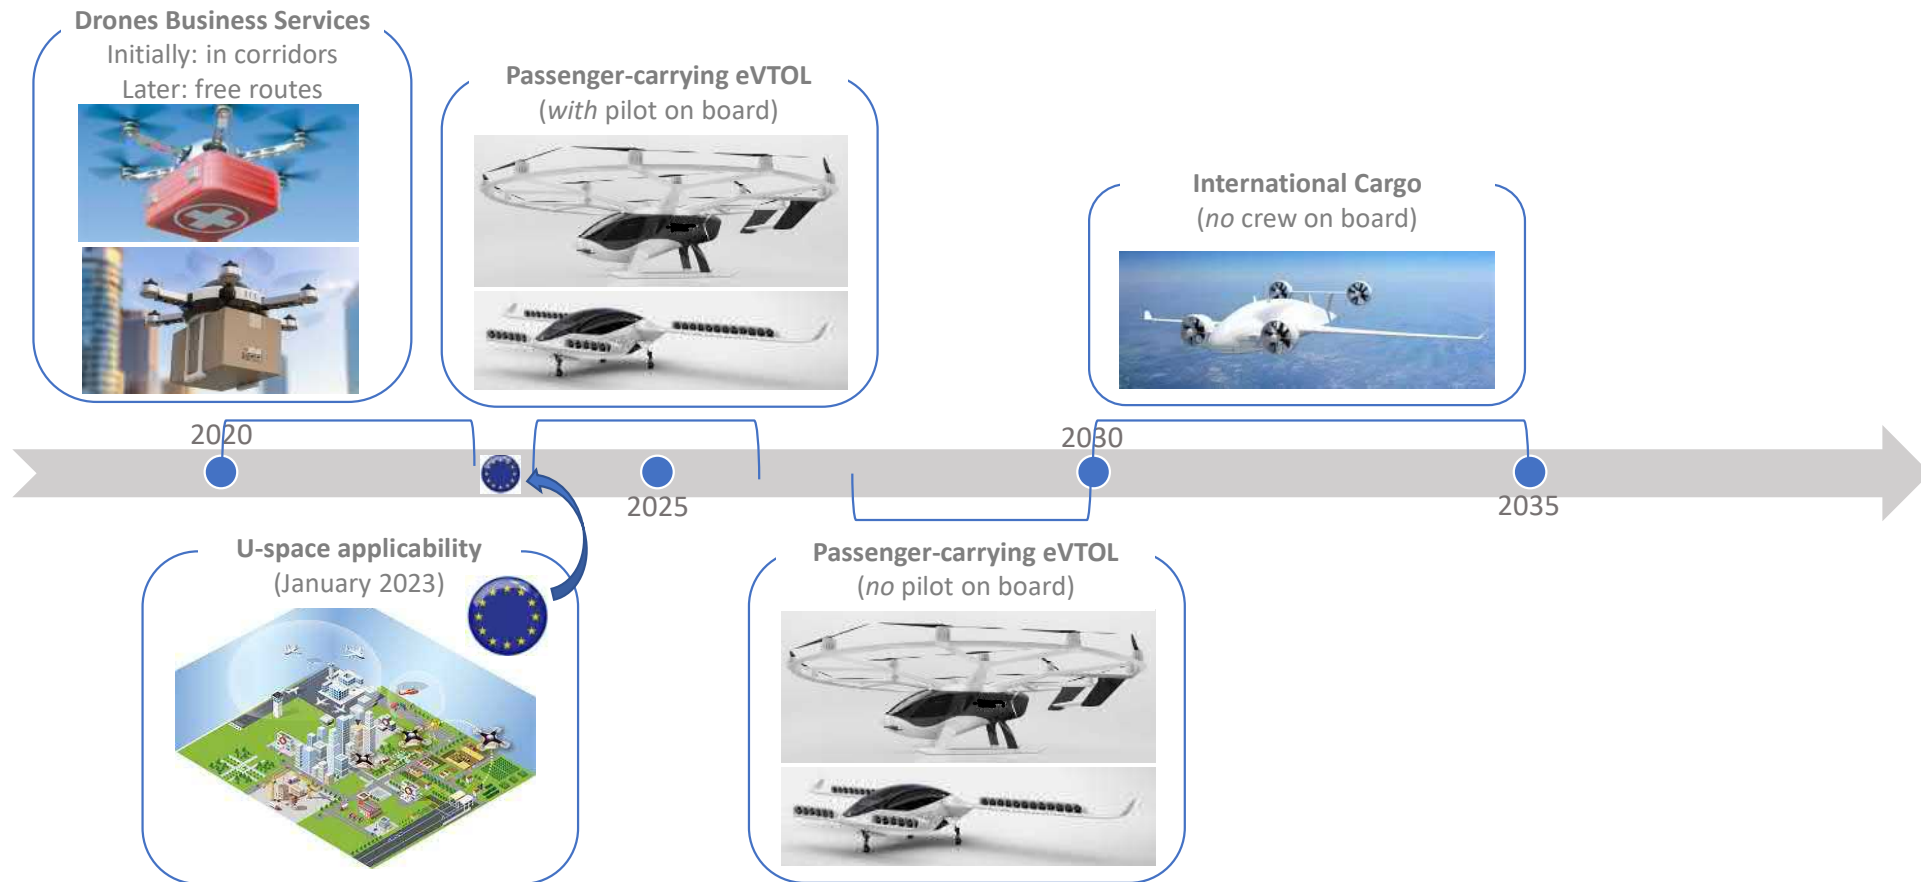 Drones Business Services
Initially: in corridors
Later: free routes
Passenger-carrying eVTOL
(with pilot on board)
International Cargo
(no crew on board)
2020
2030
2025
2035
U-space applicability
(January 2023)
Passenger-carrying eVTOL
(no pilot on board)